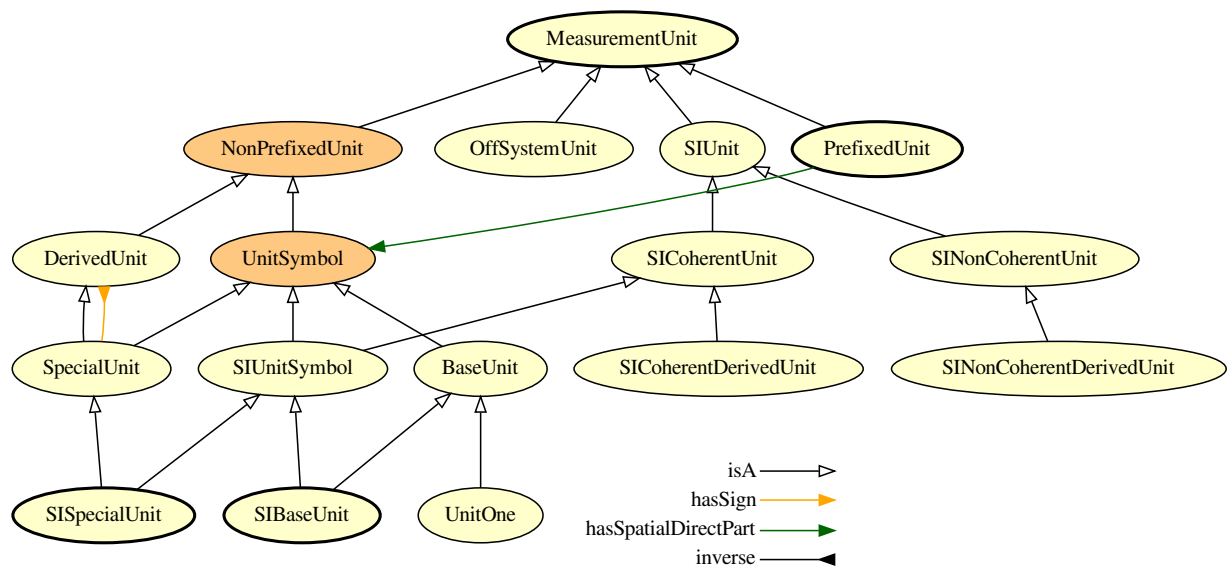 MeasurementUnit
NonPrefixedUnit
OffSystemUnit
SIUnit
PrefixedUnit
DerivedUnit
UnitSymbol
SICoherentUnit
SINonCoherentUnit
SpecialUnit
SIUnitSymbol
BaseUnit
SICoherentDerivedUnit
SINonCoherentDerivedUnit
SISpecialUnit
SIBaseUnit
UnitOne
isA
hasSign
hasSpatialDirectPart
inverse